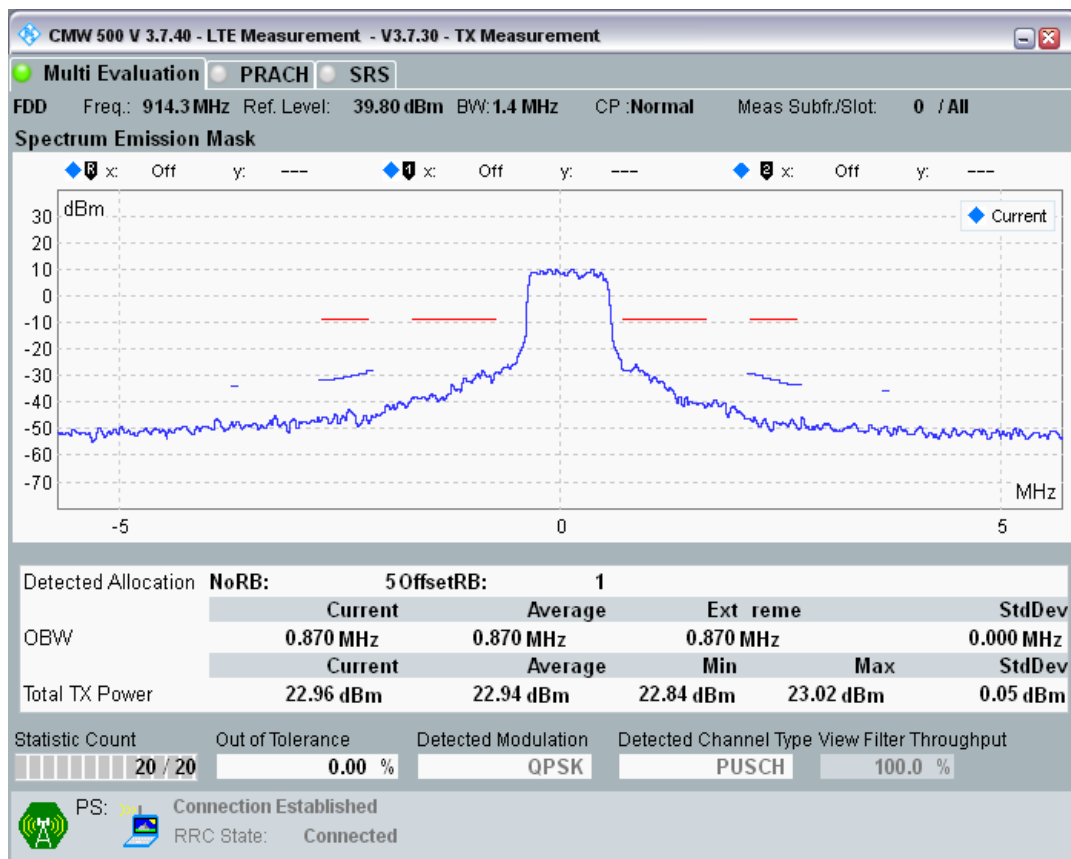 CMW 500 V 3.7.40 - LTE Measurement - V3.7.30 - TX Measurement
Multi Evaluation PRACH SRS
FDD Freq.: 914.3 MHz Ref. Level: 39.80 dBm BW: 1.4 MHz CP :Normal Meas Subfr./Slot: 0 / All
Spectrum Emission Mask
R x: Off y: --- 1 x: Off y: --- 2 x: Off y: ---
dBm
Current
30
20
10
0
-10
-20
-30
-40
-50
-60
-70
MHz
-5 0 5
Detected Allocation NoRB: 5 OffsetRB: 1
Current Average Ext reme StdDev
OBW 0.870 MHz 0.870 MHz 0.870 MHz 0.000 MHz
Current Average Min Max StdDev
Total TX Power 22.96 dBm 22.94 dBm 22.84 dBm 23.02 dBm 0.05 dBm
Statistic Count Out of Tolerance Detected Modulation Detected Channel Type View Filter Throughput
20 / 20 0.00 % QPSK PUSCH 100.0 %
PS: Connection Established
RRC State: Connected